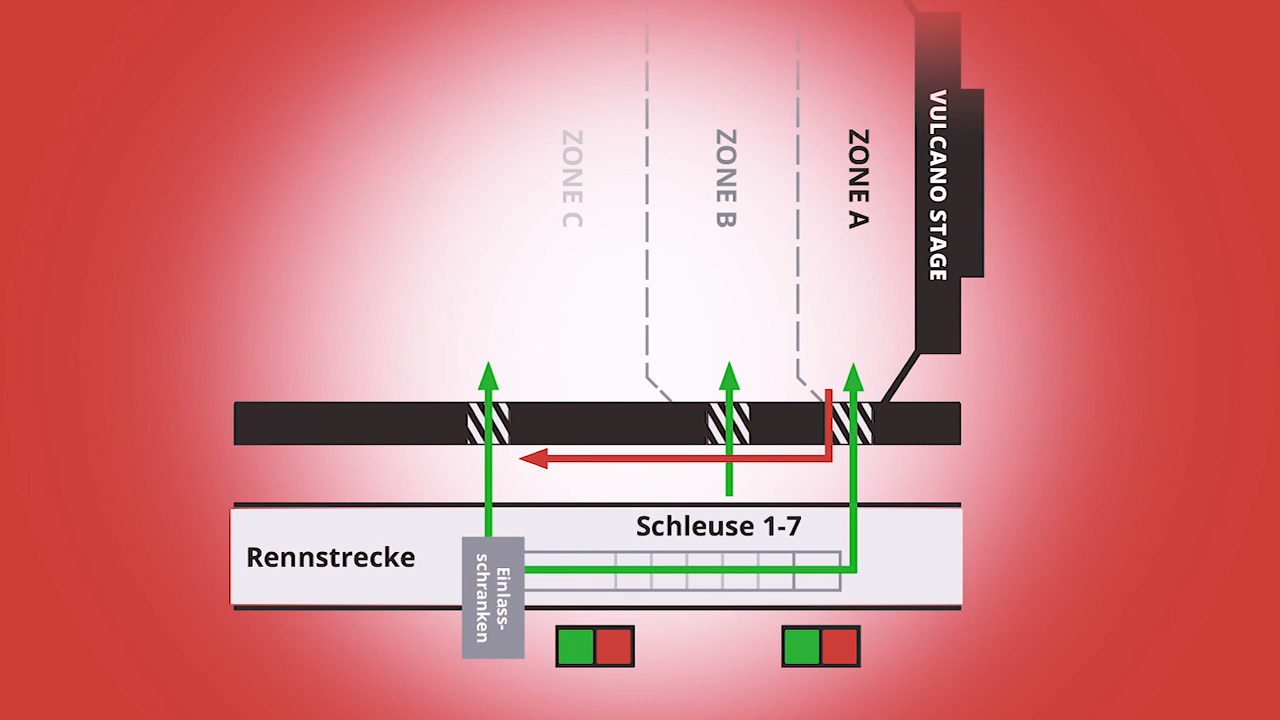 ZONE C
ZONE B
ZONE A
VULCANO STAGE
Schleuse 1-7
Rennstrecke
Einlass-
schranken